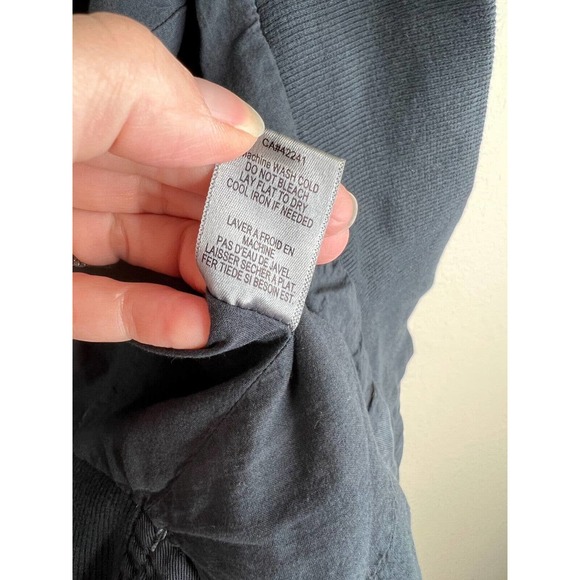 CA#42241
Machine WASH COLD
DO NOT BLEACH
LAY FLAT TO DRY
COOL IRON IF NEEDED
LAVER A FROID EN
MACHINE
PAS D'EAU DE JAVEL
LAISSER SECHER A PLAT
FER TIEDE SI BESOIN EST